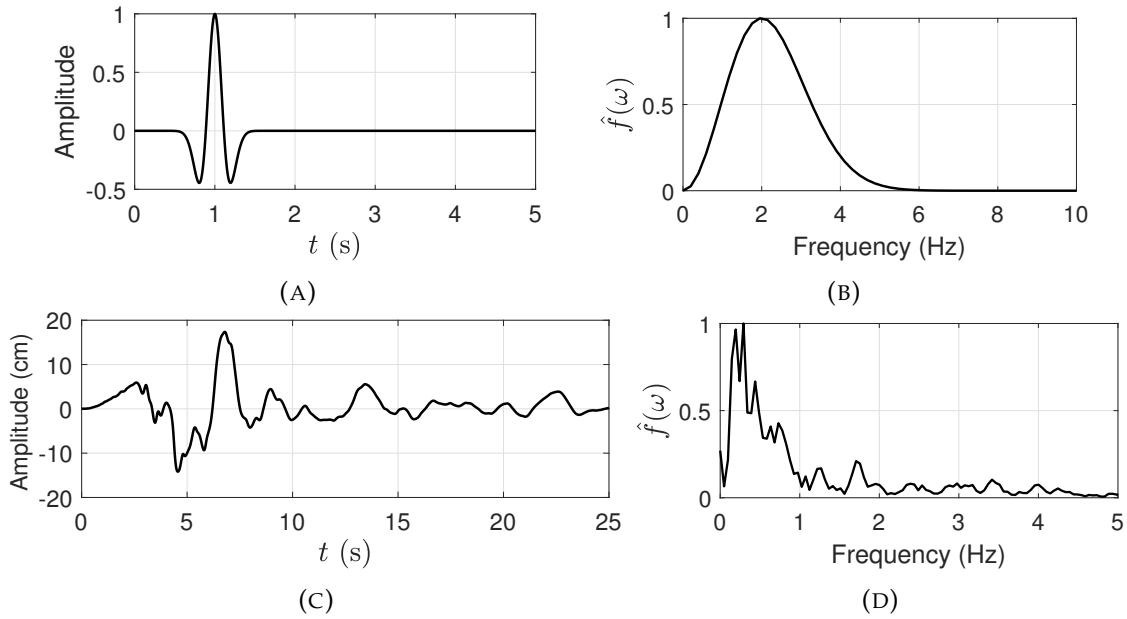 1
0.5
0
-0.5
Amplitude
0 1 2 3 4 5
t (s)
(A)
1
0.5
0
f̂(ω)
0 2 4 6 8 10
Frequency (Hz)
(B)
20
10
0
-10
-20
Amplitude (cm)
0 5 10 15 20 25
t (s)
(C)
1
0.5
0
f̂(ω)
0 1 2 3 4 5
Frequency (Hz)
(D)